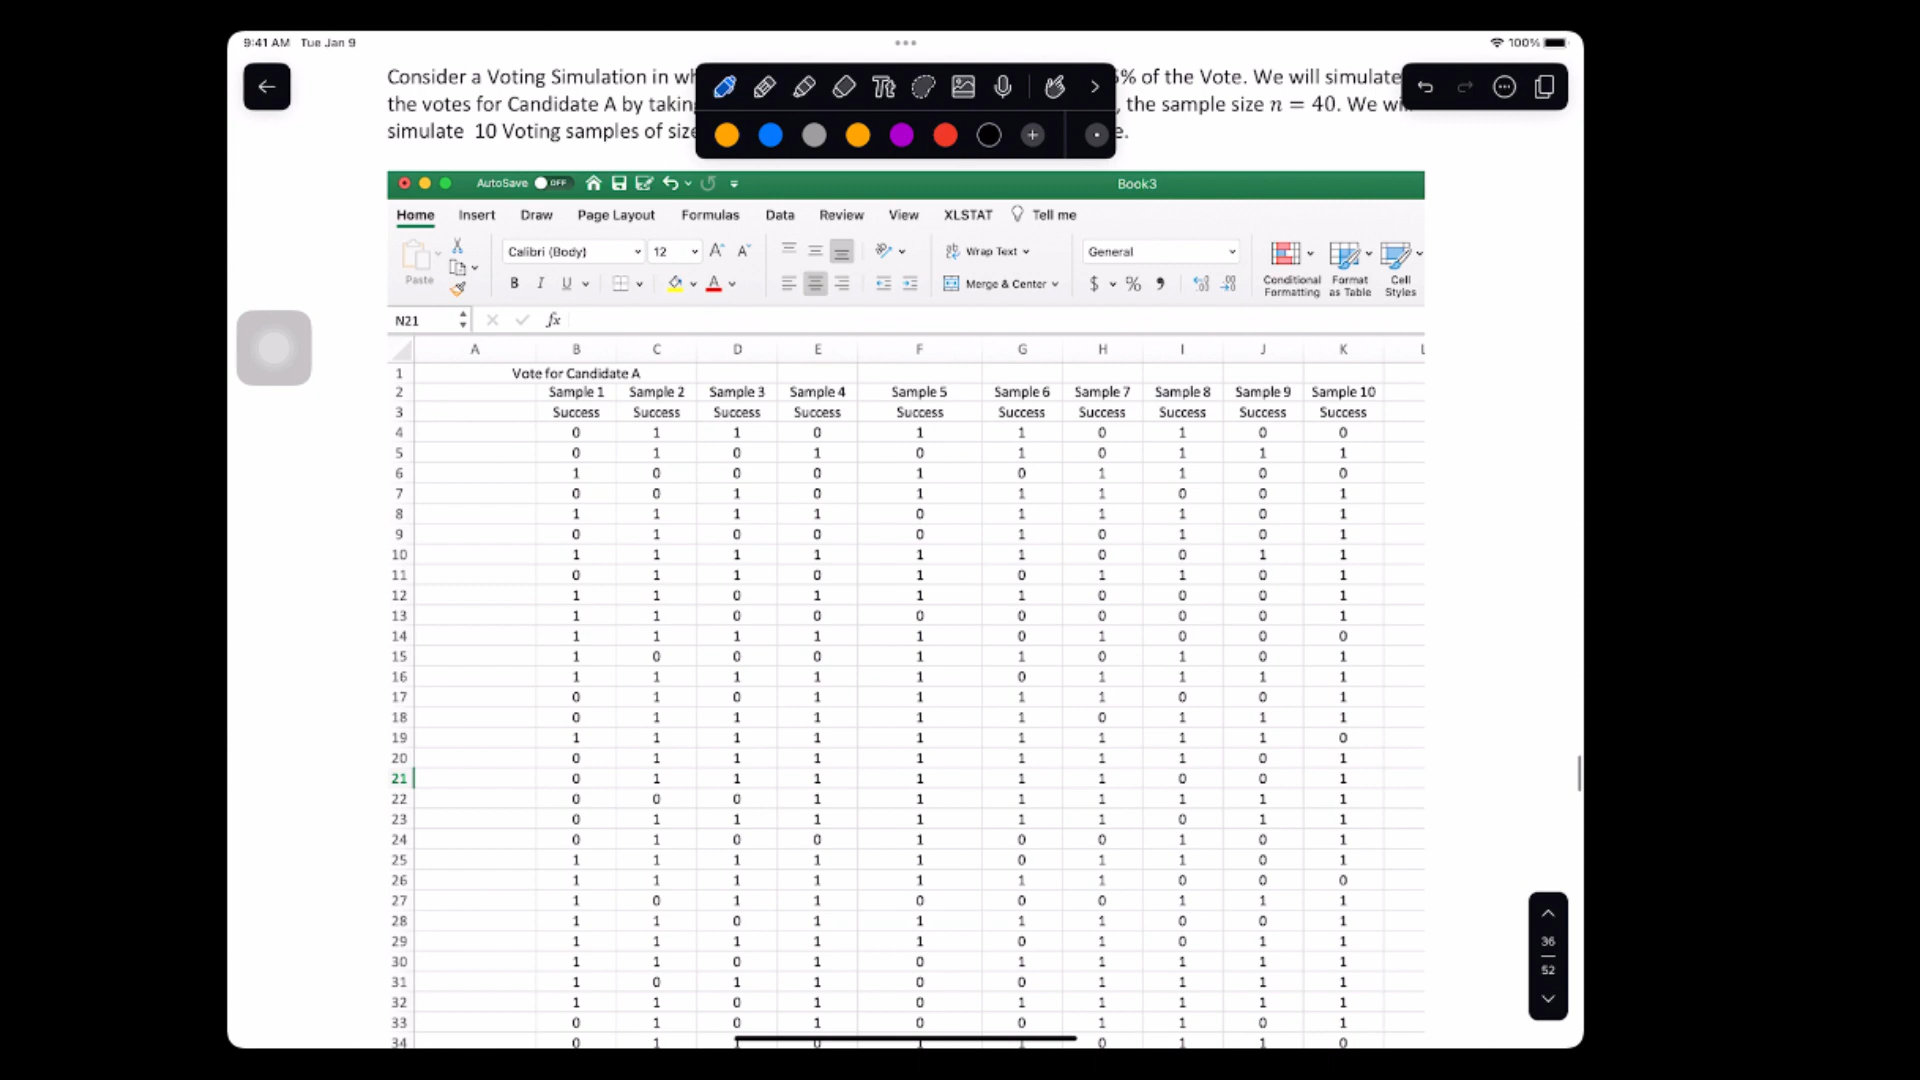 9:41 AM Tue Jan 9
100%
Consider a Voting Simulation in % of the Vote. We will simulate
the votes for Candidate A by taking , the sample size n = 40. We
simulate 10 Voting samples of size e.
AutoSave OFF Book3
Home Insert Draw Page Layout Formulas Data Review View XLSTAT Tell me
Calibri (Body) 12 A^ A˅ Wrap Text General
Paste B I U A Merge & Center $ % Conditional Formatting Format as Table Cell Styles
N21 fx
A B C D E F G H I J K L
1 Vote for Candidate A
2 Sample 1 Sample 2 Sample 3 Sample 4 Sample 5 Sample 6 Sample 7 Sample 8 Sample 9 Sample 10
3 Success Success Success Success Success Success Success Success Success Success
4 0 1 1 0 1 1 0 1 0 0
5 0 1 0 1 0 1 0 1 1 1
6 1 0 0 0 1 0 1 1 0 0
7 0 0 1 0 1 1 1 0 0 1
8 1 1 1 1 0 1 1 1 0 1
9 0 1 0 0 0 1 0 1 0 1
10 1 1 1 1 1 1 0 0 1 1
11 0 1 1 0 1 0 1 1 0 1
12 1 1 0 1 1 1 0 0 0 1
13 1 1 0 0 0 0 0 0 0 1
14 1 1 1 1 1 0 1 0 0 0
15 1 0 0 0 1 1 0 1 0 1
16 1 1 1 1 1 0 1 1 1 1
17 0 1 0 1 1 1 1 0 0 1
18 0 1 1 1 1 1 0 1 1 1
19 1 1 1 1 1 1 1 1 1 0
20 0 1 1 1 1 1 1 1 0 1
21 0 1 1 1 1 1 1 0 0 1
22 0 0 0 1 1 1 1 1 1 1
23 0 1 1 1 1 1 1 0 1 1
24 0 1 0 0 1 0 0 1 0 1
25 1 1 1 1 1 0 1 1 0 1
26 1 1 1 1 1 1 1 0 0 0
27 1 0 1 1 0 0 0 1 1 1
28 1 1 0 1 1 1 1 0 0 1
29 1 1 1 1 1 0 1 0 1 1
30 1 1 0 1 0 1 1 1 1 1
31 1 0 1 1 0 0 1 1 1 1
32 1 1 0 1 0 1 1 1 1 1
33 0 1 0 1 0 0 1 1 0 1
34 0 1 1 0 1 1 0 1 1 0
36
52